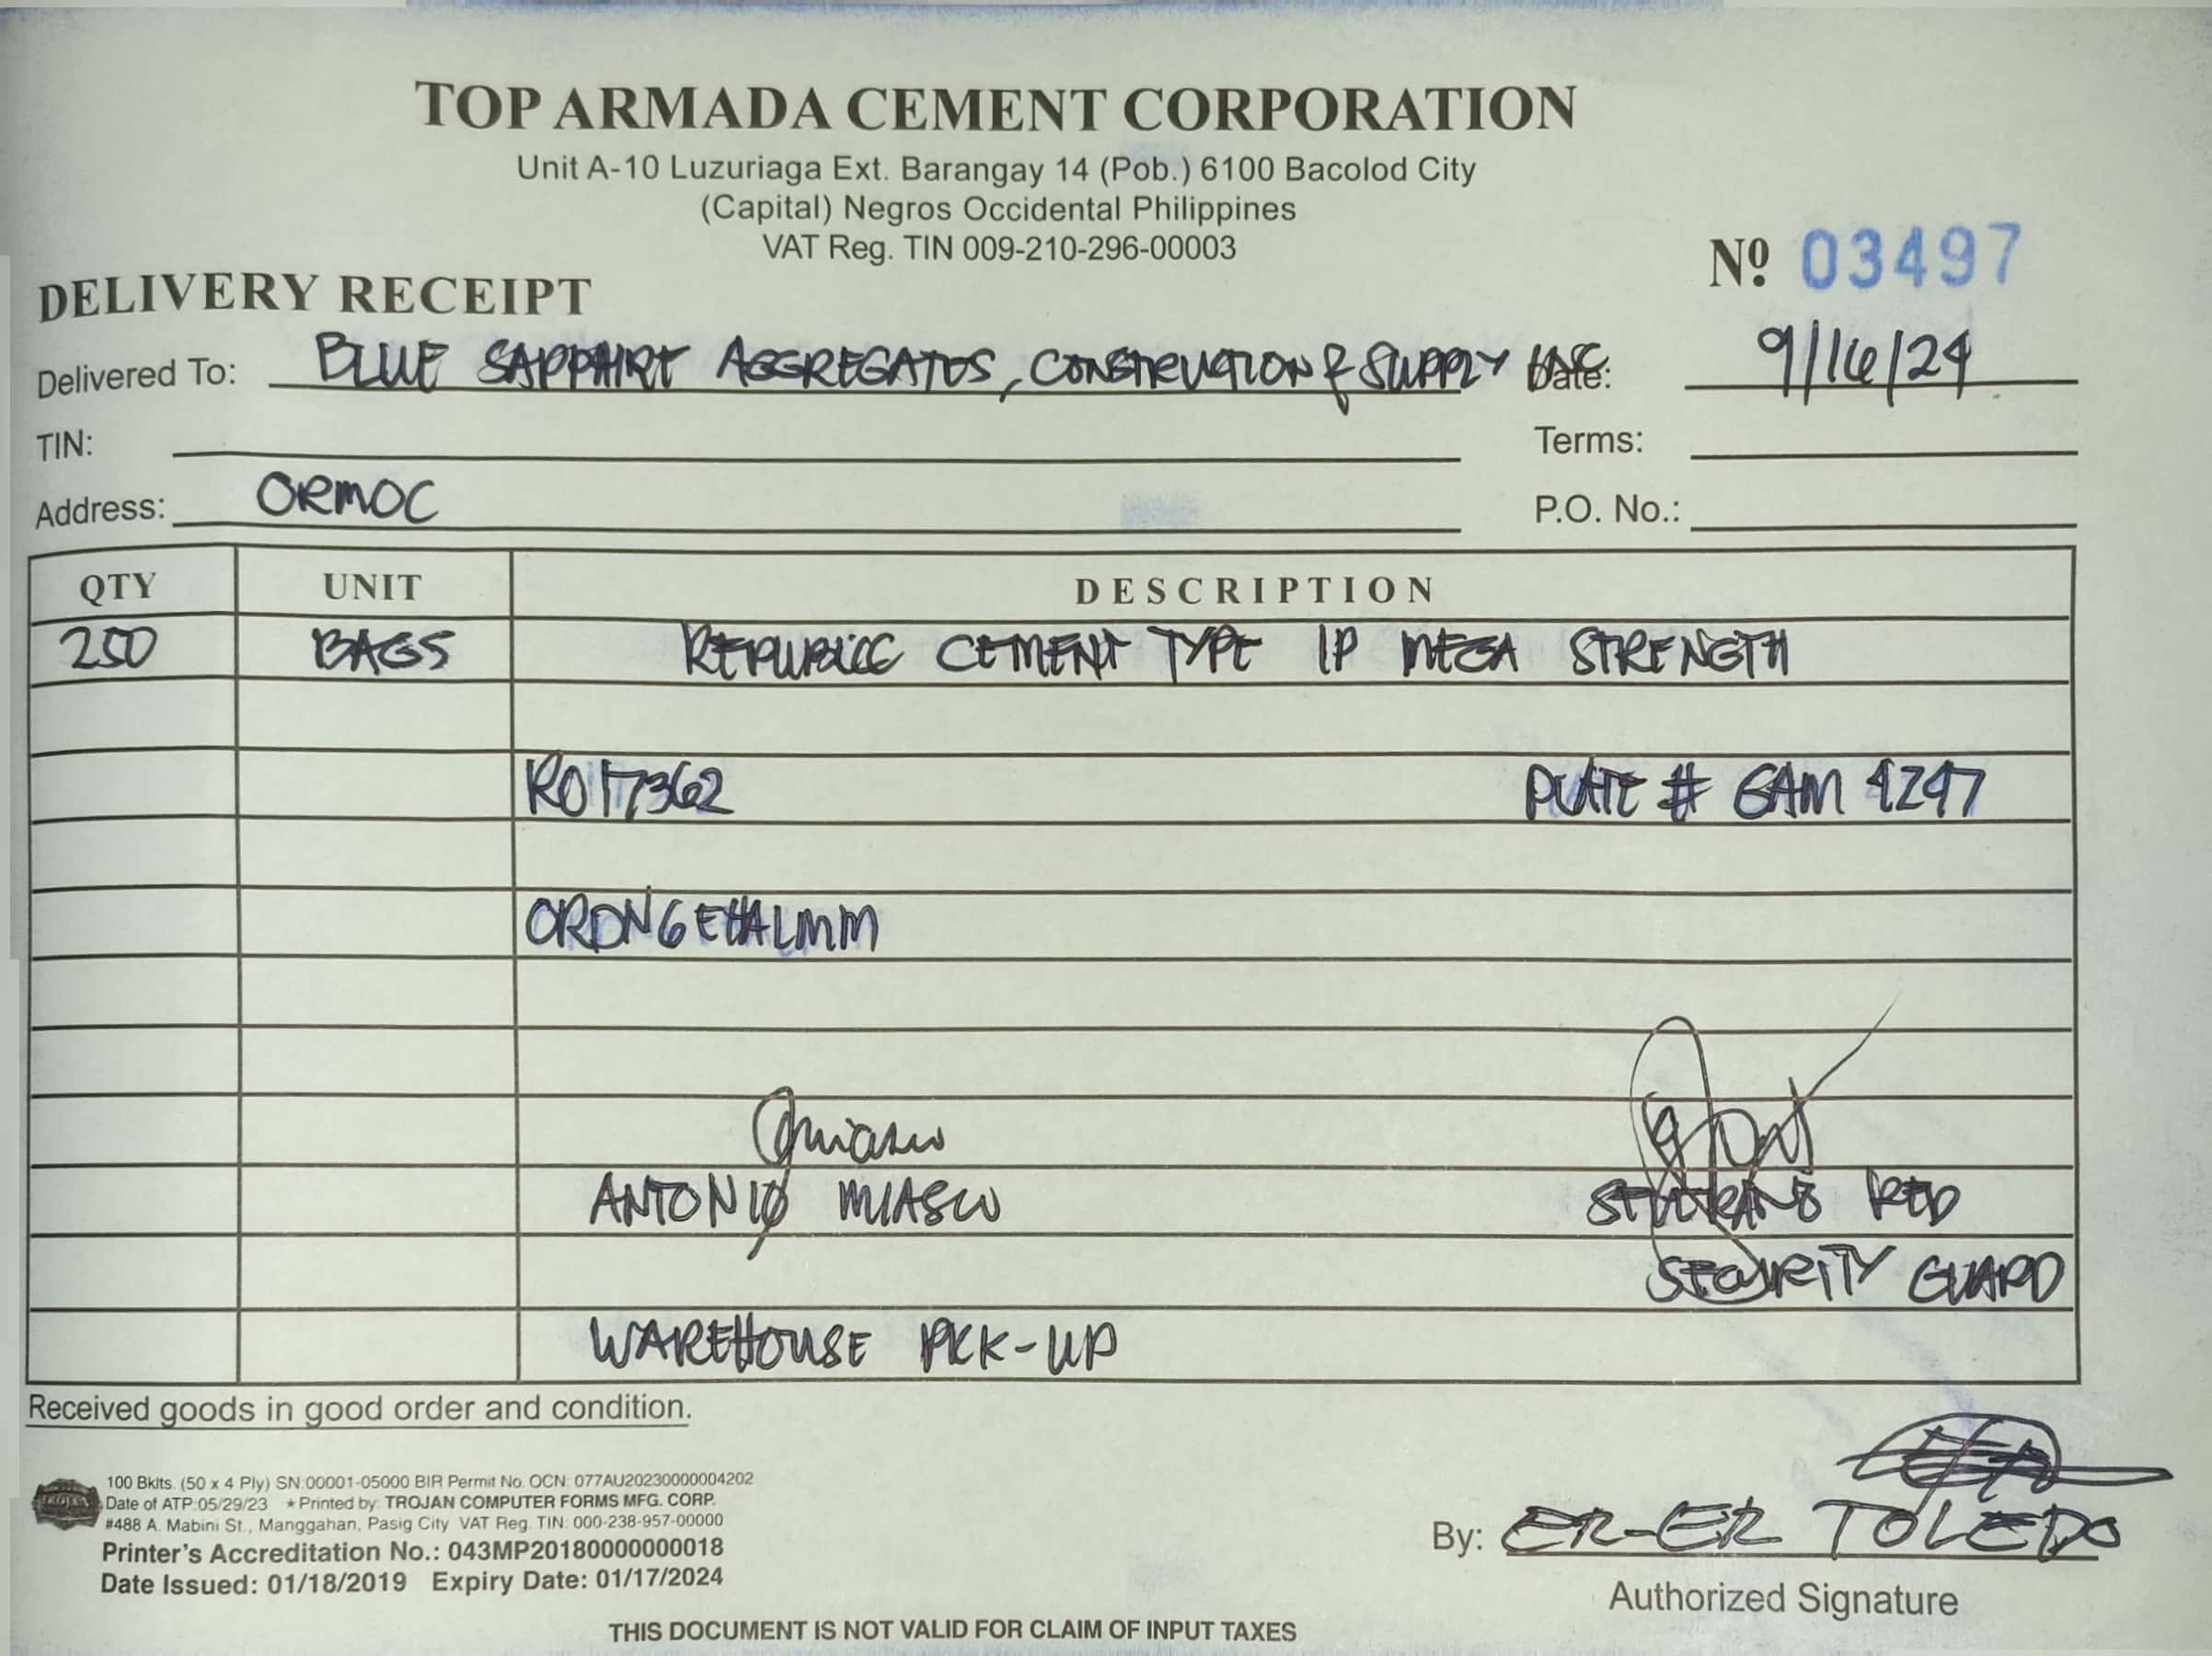 TOP ARMADA CEMENT CORPORATION
Unit A-10 Luzuriaga Ext. Barangay 14 (Pob.) 6100 Bacolod City
(Capital) Negros Occidental Philippines
VAT Reg. TIN 009-210-296-00003
Nº 03497
DELIVERY RECEIPT
Delivered To: BLUE SAPPHIRE AGGREGATES, CONSTRUCTION & SUPPLY INC Date: 9/16/24
TIN: Terms:
Address: ORMOC P.O. No.:
QTY UNIT DESCRIPTION
250 BAGS REPUBLIC CEMENT TYPE 1P MEGA STRENGTH
RO17362 PLATE # GAM 4247
ORDNGEHALMM
ANTONIO RED
SECURITY GUARD
WAREHOUSE PICK-UP
Received goods in good order and condition.
100 Bklts. (50 x 4 Ply) SN:00001-05000 BIR Permit No. OCN: 077AU20230000004202
Date of ATP:05/29/23 ★Printed by: TROJAN COMPUTER FORMS MFG. CORP.
#488 A. Mabini St., Manggahan, Pasig City VAT Reg. TIN: 000-238-957-00000
Printer's Accreditation No.: 043MP20180000000018
Date Issued: 01/18/2019 Expiry Date: 01/17/2024
By: ER-ER TOLEDO
Authorized Signature
THIS DOCUMENT IS NOT VALID FOR CLAIM OF INPUT TAXES